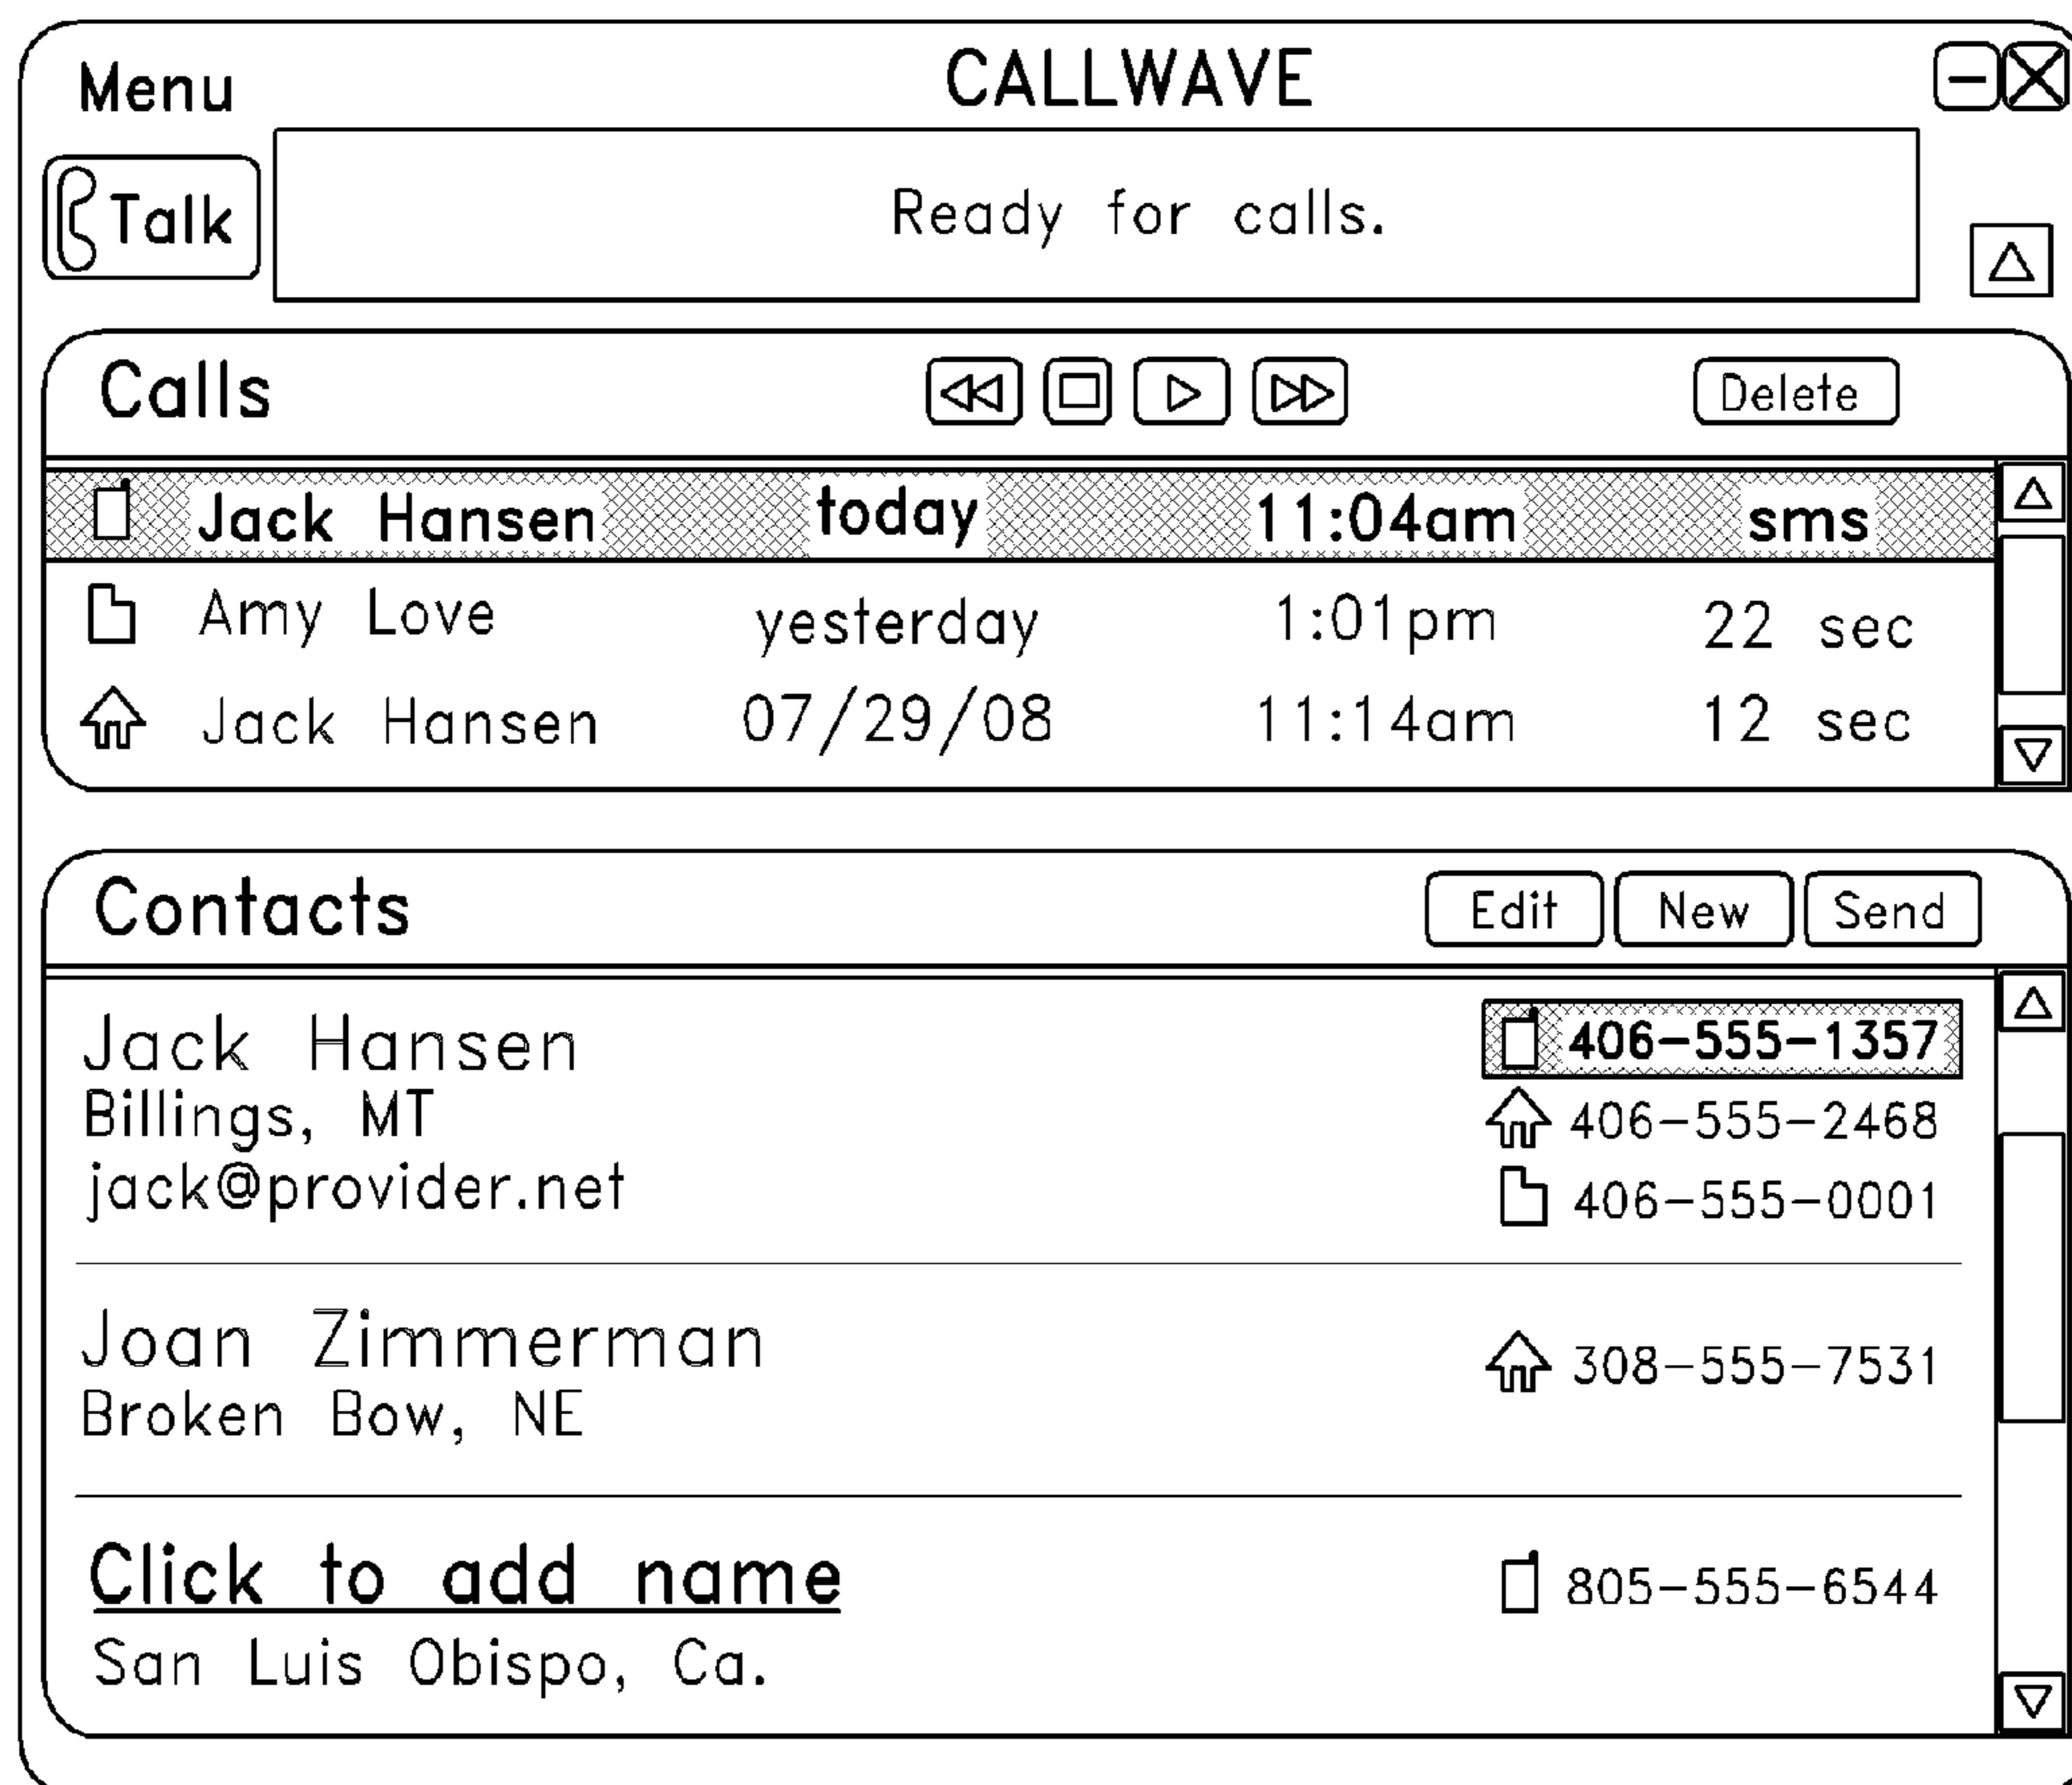 Menu CALLWAVE
Talk Ready for calls.
Calls Delete
Jack Hansen today 11:04am sms
Amy Love yesterday 1:01pm 22 sec
Jack Hansen 07/29/08 11:14am 12 sec
Contacts Edit New Send
Jack Hansen 406-555-1357
Billings, MT 406-555-2468
jack@provider.net 406-555-0001
Joan Zimmerman 308-555-7531
Broken Bow, NE
Click to add name 805-555-6544
San Luis Obispo, Ca.